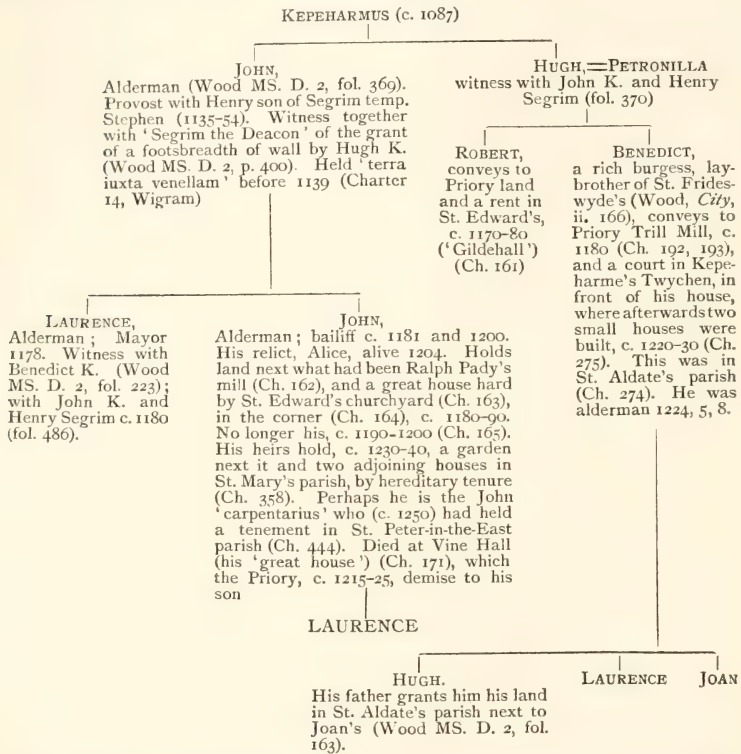 KEPEHARMUS (c. 1087)
JOHN,
Alderman (Wood MS. D. 2, fol. 369).
Provost with Henry son of Segrim temp.
Stephen (1135-54). Witness together
with ‘Segrim the Deacon’ of the grant
of a footsbreadth of wall by Hugh K.
(Wood MS. D. 2, p. 400). Held ‘terra
iuxta venellam’ before 1139 (Charter
14, Wigram)
HUGH,=PETRONILLA
witness with John K. and Henry
Segrim (fol. 370)
ROBERT,
conveys to
Priory land
and a rent in
St. Edward's,
c. 1170-80
(‘Gildehall’)
(Ch. 161)
BENEDICT,
a rich burgess, lay-
brother of St. Frides-
wyde's (Wood, City,
ii. 166), conveys to
Priory Trill Mill, c.
1180 (Ch. 192, 193),
and a court in Kepe-
harme's Twychen, in
front of his house,
where afterwards two
small houses were
built, c. 1220-30 (Ch.
275). This was in
St. Aldate's parish
(Ch. 274). He was
alderman 1224, 5, 8.
LAURENCE,
Alderman; Mayor
1178. Witness with
Benedict K. (Wood
MS. D. 2, fol. 223);
with John K. and
Henry Segrim c. 1180
(fol. 486).
JOHN,
Alderman; bailiff c. 1181 and 1200.
His relict, Alice, alive 1204. Holds
land next what had been Ralph Pady's
mill (Ch. 162), and a great house hard
by St. Edward's churchyard (Ch. 163),
in the corner (Ch. 164), c. 1180-90.
No longer his, c. 1190-1200 (Ch. 165).
His heirs hold, c. 1230-40, a garden
next it and two adjoining houses in
St. Mary's parish, by hereditary tenure
(Ch. 358). Perhaps he is the John
‘carpentarius’ who (c. 1250) had held
a tenement in St. Peter-in-the-East
parish (Ch. 444). Died at Vine Hall
(his ‘great house’) (Ch. 171), which
the Priory, c. 1215-25, demise to his
son
LAURENCE
HUGH.
His father grants him his land
in St. Aldate's parish next to
Joan's (Wood MS. D. 2, fol.
163).
LAURENCE
JOAN